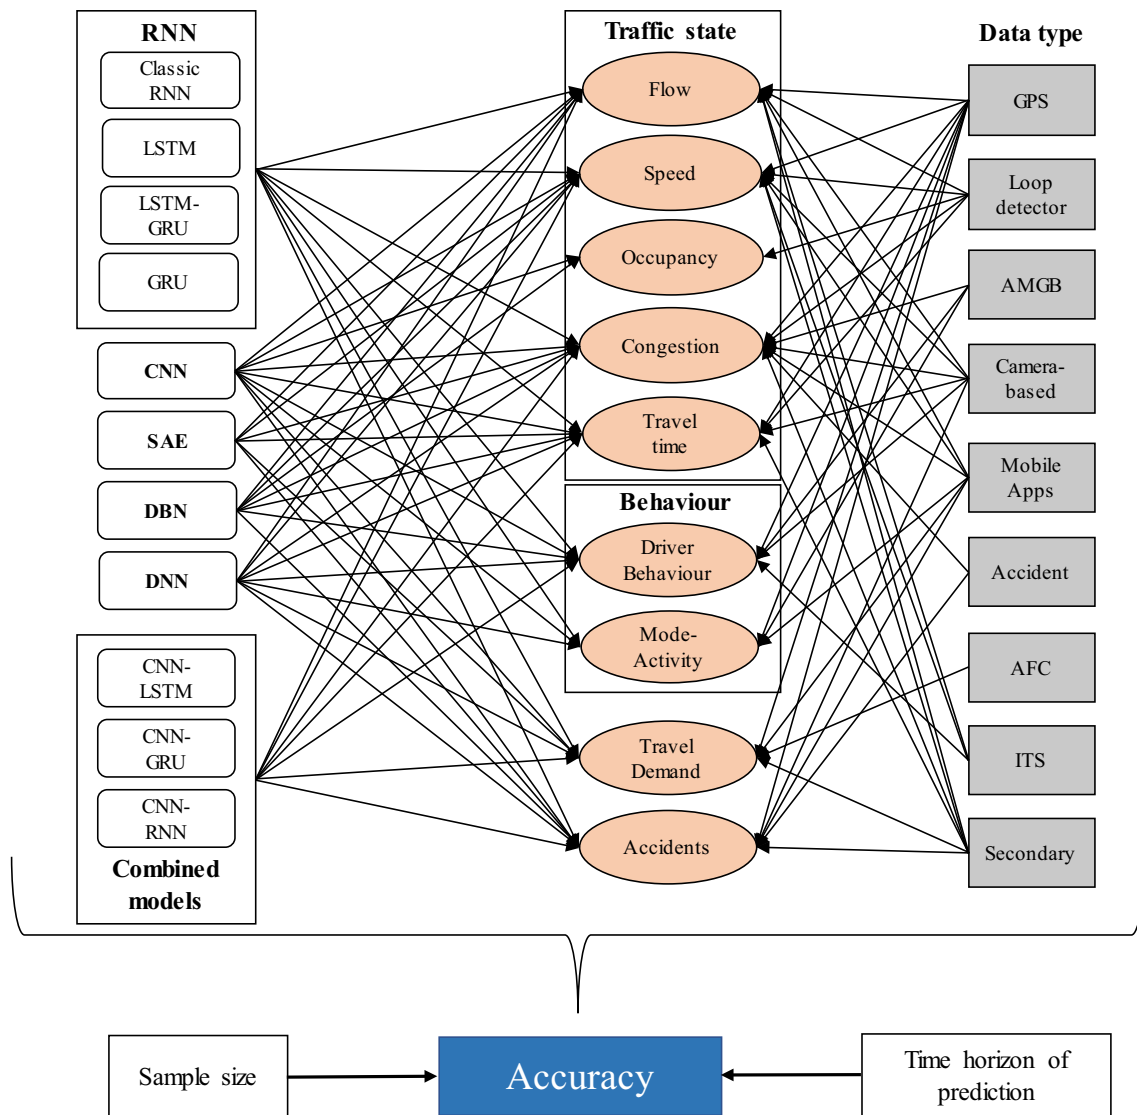 RNN
Classic
RNN
LSTM
LSTM-
GRU
GRU
CNN
SAE
DBN
DNN
CNN-
LSTM
CNN-
GRU
CNN-
RNN
Combined
models
Traffic state
Flow
Speed
Occupancy
Congestion
Travel
time
Behaviour
Driver
Behaviour
Mode-
Activity
Travel
Demand
Accidents
Data type
GPS
Loop
detector
AMGB
Camera-
based
Mobile
Apps
Accident
AFC
ITS
Secondary
Sample size
Accuracy
Time horizon of
prediction